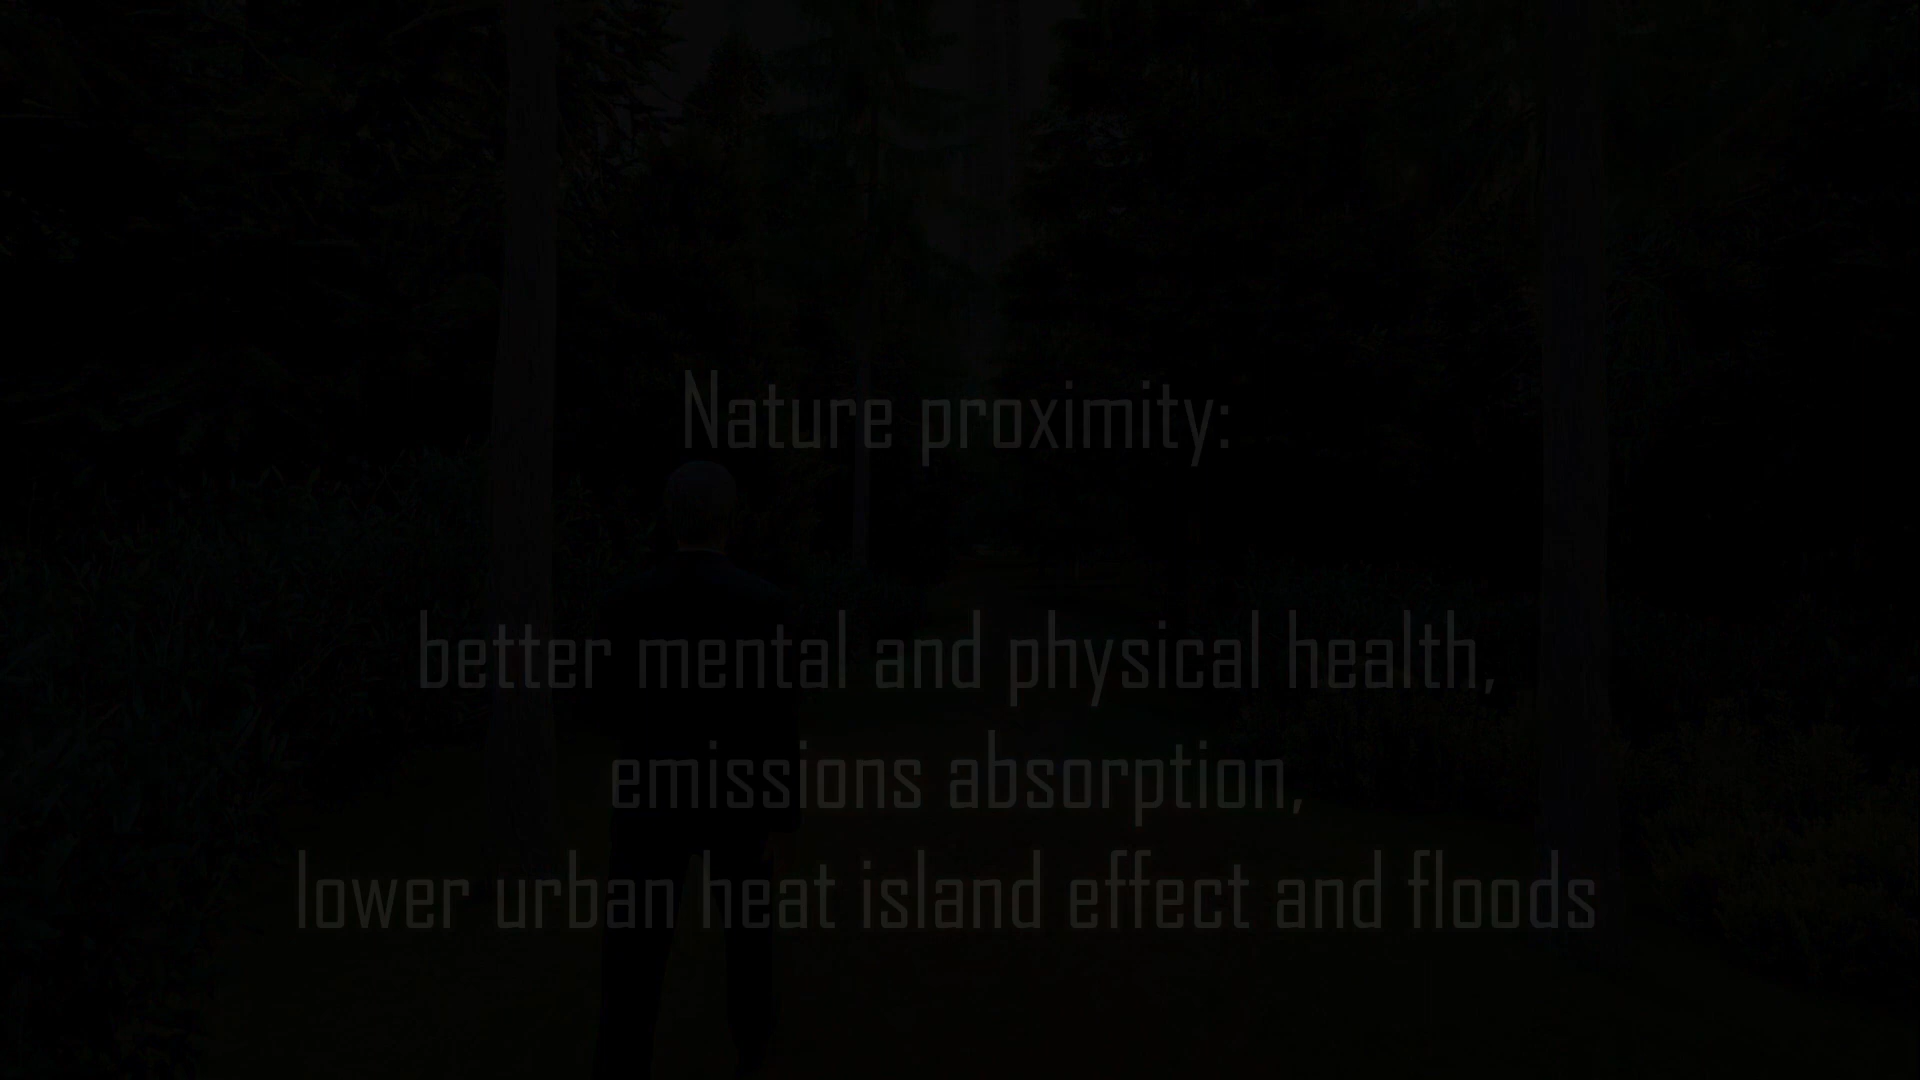 Nature proximity:
better mental and physical health,
emissions absorption,
lower urban heat island effect and floods